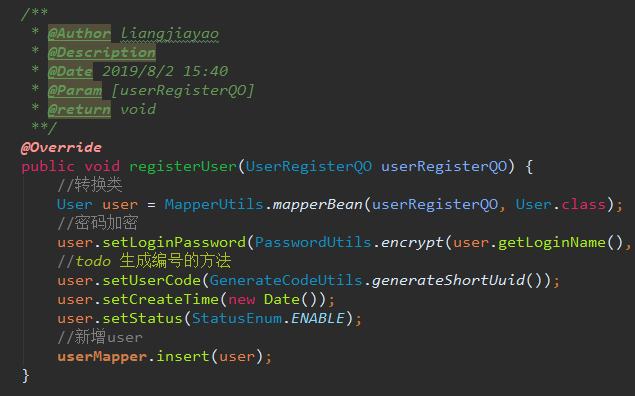 /**
 * @Author liangjiayao
 * @Description
 * @Date 2019/8/2 15:40
 * @Param [userRegisterQO]
 * @return void
 **/
@Override
public void registerUser(UserRegisterQO userRegisterQO) {
    //转换类
    User user = MapperUtils.mapperBean(userRegisterQO, User.class);
    //密码加密
    user.setLoginPassword(PasswordUtils.encrypt(user.getLoginName(),
    //todo 生成编号的方法
    user.setUserCode(GenerateCodeUtils.generateShortUuid());
    user.setCreateTime(new Date());
    user.setStatus(StatusEnum.ENABLE);
    //新增user
    userMapper.insert(user);
}